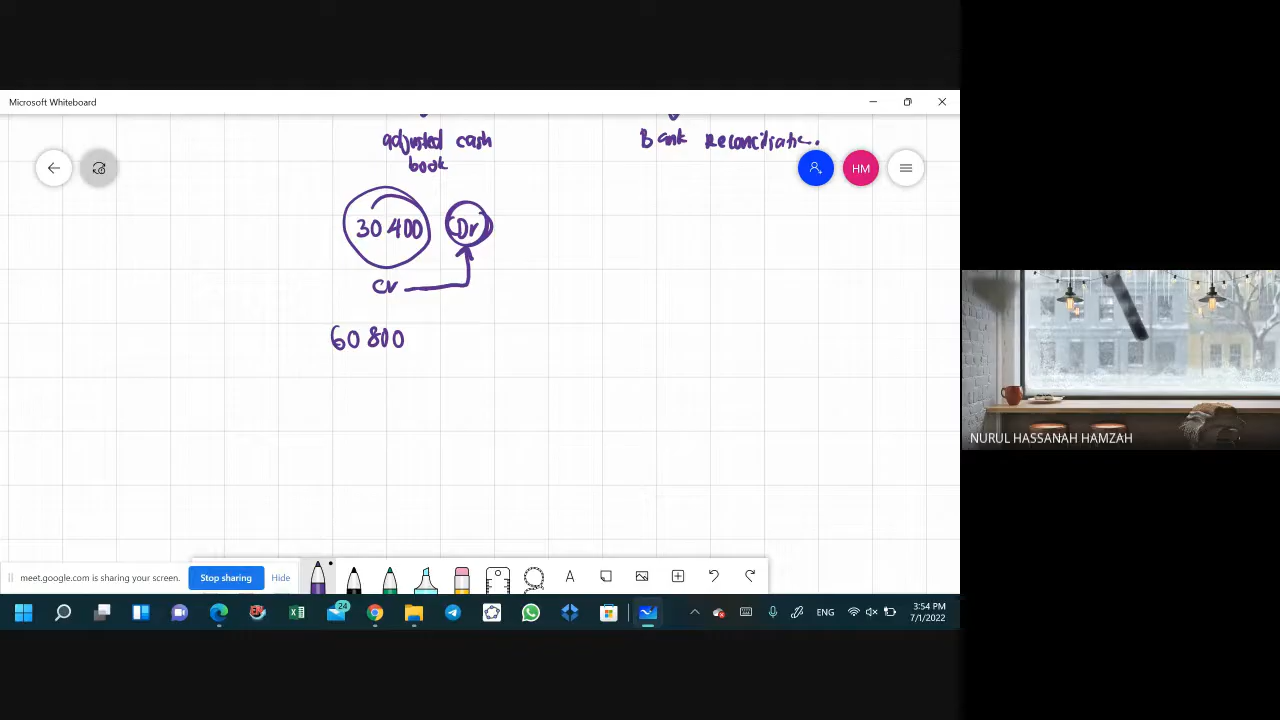 Microsoft Whiteboard
adjusted cash
book
Bank Reconciliation.
HM
30 400 Dr
Cr
60 800
NURUL HASSANAH HAMZAH
meet.google.com is sharing your screen.
Stop sharing
Hide
A
24
ENG
3:54 PM
7/1/2022